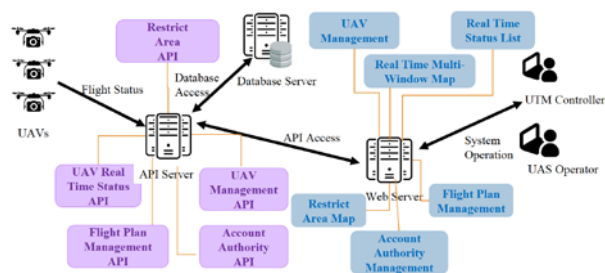 Restrict
Area
API
UAV
Management
Real Time
Status List
Real Time Multi-
Window Map
Database
Access
Database Server
Flight Status
UTM Controller
UAVs
API Access
System
Operation
UAS Operator
UAV Real
Time Status
API
API Server
UAV
Management
API
Web Server
Restrict
Area Map
Flight Plan
Management
Flight Plan
Management
API
Account
Authority
API
Account
Authority
Management